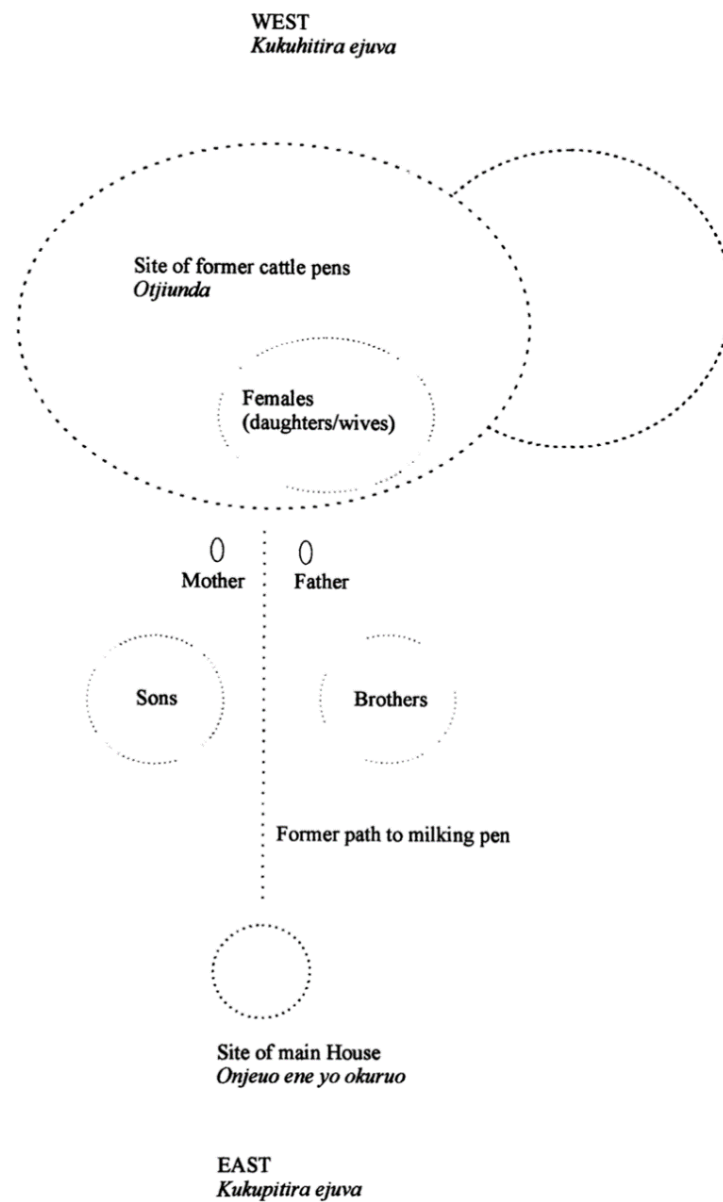 WEST
Kukuhitira ejuva
Site of former cattle pens
Otjiunda
Females
(daughters/wives)
Mother
Father
Sons
Brothers
Former path to milking pen
Site of main House
Onjeuo ene yo okuruo
EAST
Kukupitira ejuva